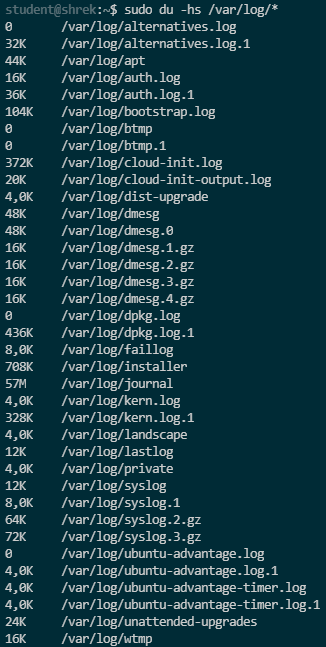 student@shrek:~$ sudo du -hs /var/log/*
0 /var/log/alternatives.log
32K /var/log/alternatives.log.1
44K /var/log/apt
16K /var/log/auth.log
36K /var/log/auth.log.1
104K /var/log/bootstrap.log
0 /var/log/btmp
0 /var/log/btmp.1
372K /var/log/cloud-init.log
20K /var/log/cloud-init-output.log
4,0K /var/log/dist-upgrade
48K /var/log/dmesg
48K /var/log/dmesg.0
16K /var/log/dmesg.1.gz
16K /var/log/dmesg.2.gz
16K /var/log/dmesg.3.gz
16K /var/log/dmesg.4.gz
0 /var/log/dpkg.log
436K /var/log/dpkg.log.1
8,0K /var/log/faillog
708K /var/log/installer
57M /var/log/journal
4,0K /var/log/kern.log
328K /var/log/kern.log.1
4,0K /var/log/landscape
12K /var/log/lastlog
4,0K /var/log/private
12K /var/log/syslog
8,0K /var/log/syslog.1
64K /var/log/syslog.2.gz
72K /var/log/syslog.3.gz
0 /var/log/ubuntu-advantage.log
4,0K /var/log/ubuntu-advantage.log.1
4,0K /var/log/ubuntu-advantage-timer.log
4,0K /var/log/ubuntu-advantage-timer.log.1
24K /var/log/unattended-upgrades
16K /var/log/wtmp